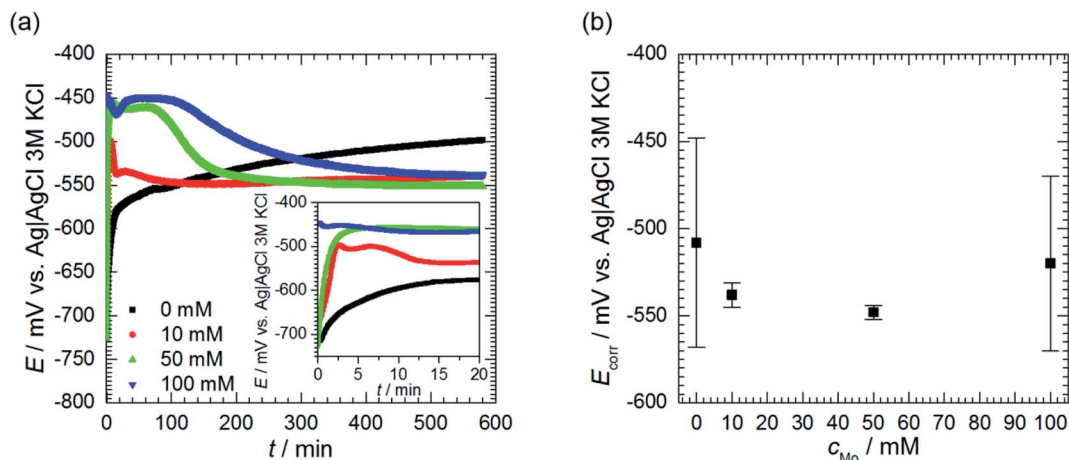 (a)
-400
-450
-500
-550
-600
-650
-700
-750
-800
E / mV vs. Ag|AgCl 3M KCl
0 100 200 300 400 500 600
t / min
0 mM
10 mM
50 mM
100 mM
-400
-500
-600
-700
E / mV vs. Ag|AgCl 3M KCl
0 5 10 15 20
t / min
(b)
-400
-450
-500
-550
-600
E_corr / mV vs. Ag|AgCl 3M KCl
0 10 20 30 40 50 60 70 80 90 100
c_Mo / mM